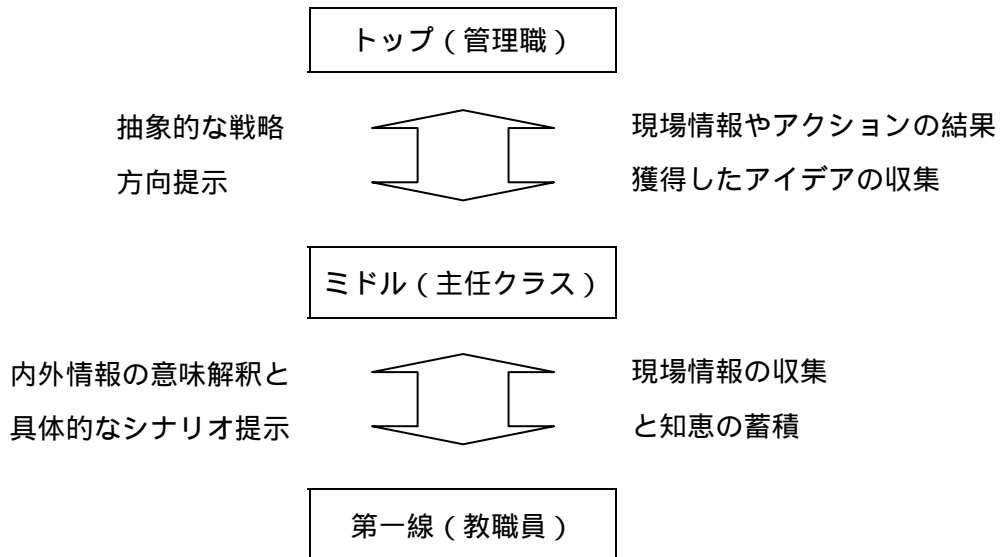 トップ(管理職)
抽象的な戦略
方向提示
現場情報やアクションの結果
獲得したアイデアの収集
ミドル(主任クラス)
内外情報の意味解釈と
具体的なシナリオ提示
現場情報の収集
と知恵の蓄積
第一線(教職員)